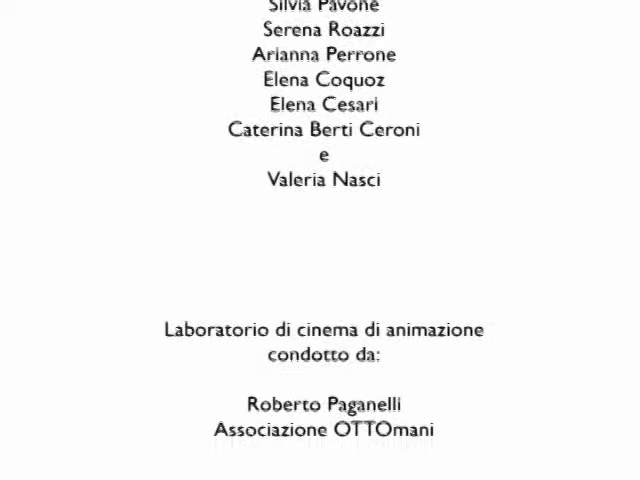 Silvia Pavone
Serena Roazzi
Arianna Perrone
Elena Coquoz
Elena Cesari
Caterina Berti Ceroni
e
Valeria Nasci
Laboratorio di cinema di animazione
condotto da:
Roberto Paganelli
Associazione OTTOmani